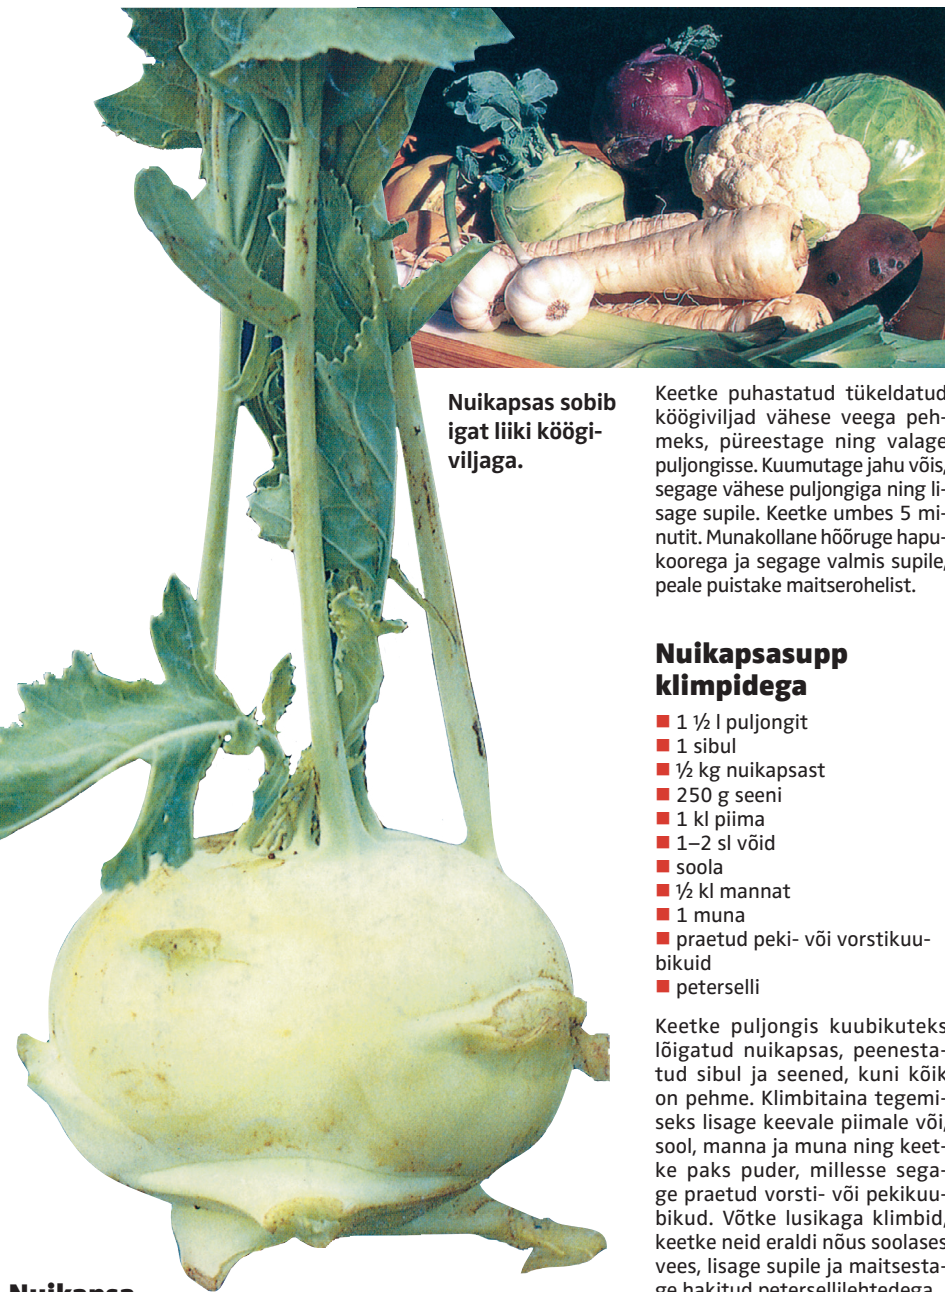 Nuikapsas sobib
igat liiki köögi-
viljaga.
Keetke puhastatud tükeldatud
köögiviljad vähese veega peh-
meks, püreestage ning valage
puljongisse. Kuumutage jahu võis,
segage vähese puljongiga ning li-
sage supile. Keetke umbes 5 mi-
nutit. Munakollane hõõruge hapu-
koorega ja segage valmis supile,
peale puistake maitserohelist.
Nuikapsasupp
klimpidega
■ 1 ½ l puljongit
■ 1 sibul
■ ½ kg nuikapsast
■ 250 g seeni
■ 1 kl piima
■ 1–2 sl võid
■ soola
■ ½ kl mannat
■ 1 muna
■ praetud peki- või vorstikuu-
bikuid
■ peterselli
Keetke puljongis kuubikuteks
lõigatud nuikapsas, peenesta-
tud sibul ja seened, kuni kõik
on pehme. Klimbitaina tegemi-
seks lisage keevale piimale või,
sool, manna ja muna ning keet-
ke paks puder, millesse sega-
ge praetud vorsti- või pekikuu-
bikud. Võtke lusikaga klimbid,
keetke neid eraldi nõus soolases
vees, lisage supile ja maitsesta-
ge hakitud petersellilehtedega.
Nuikapsa-